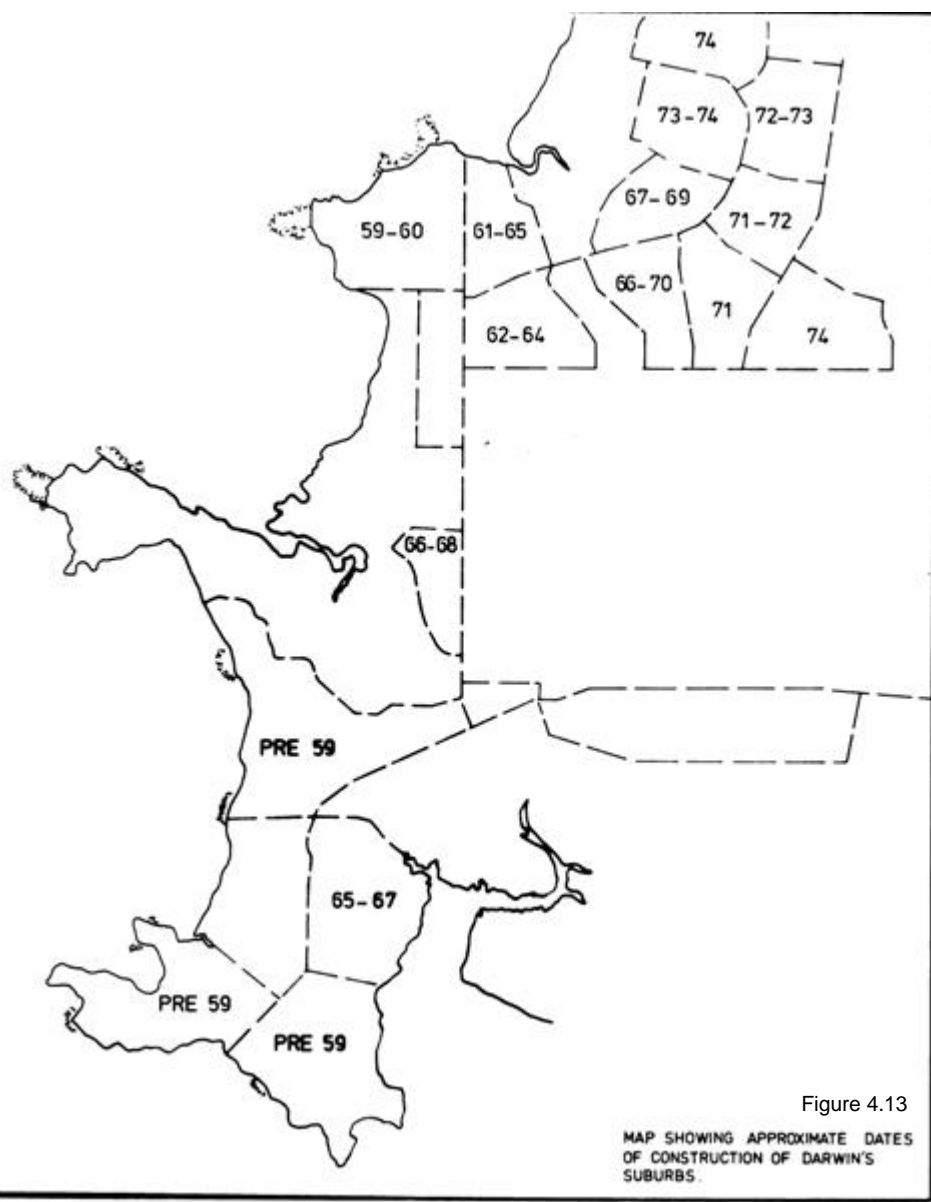 74
73-74
72-73
67-69
59-60
61-65
71-72
66-70
71
62-64
74
66-68
PRE 59
65-67
PRE 59
PRE 59
Figure 4.13
MAP SHOWING APPROXIMATE DATES
OF CONSTRUCTION OF DARWIN'S
SUBURBS.